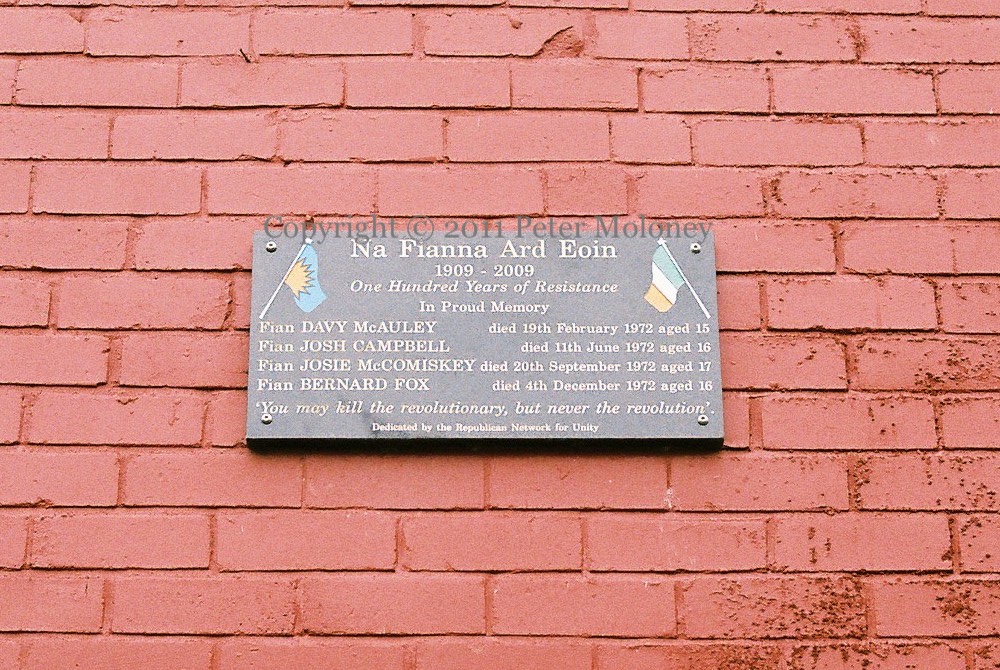 Copyright © 2011 Peter Moloney
Na Fianna Ard Eoin
1909 - 2009
One Hundred Years of Resistance
In Proud Memory
Fian DAVY McAULEY died 19th February 1972 aged 15
Fian JOSH CAMPBELL died 11th June 1972 aged 16
Fian JOSIE McCOMISKEY died 20th September 1972 aged 17
Fian BERNARD FOX died 4th December 1972 aged 16
'You may kill the revolutionary, but never the revolution'.
Dedicated by the Republican Network for Unity